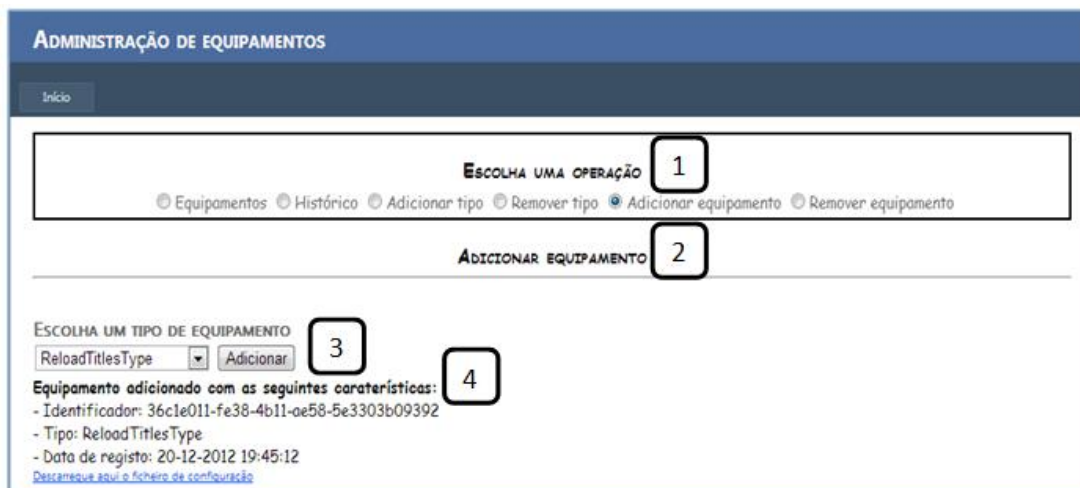 ADMINISTRAÇÃO DE EQUIPAMENTOS
Início
ESCOLHA UMA OPERAÇÃO 1
Equipamentos Histórico Adicionar tipo Remover tipo Adicionar equipamento Remover equipamento
ADICIONAR EQUIPAMENTO 2
ESCOLHA UM TIPO DE EQUIPAMENTO
ReloadTitlesType Adicionar 3
Equipamento adicionado com as seguintes caraterísticas: 4
- Identificador: 36c1e011-fe38-4b11-ae58-5e3303b09392
- Tipo: ReloadTitlesType
- Data de registo: 20-12-2012 19:45:12
Descarregue aqui o ficheiro de configuração